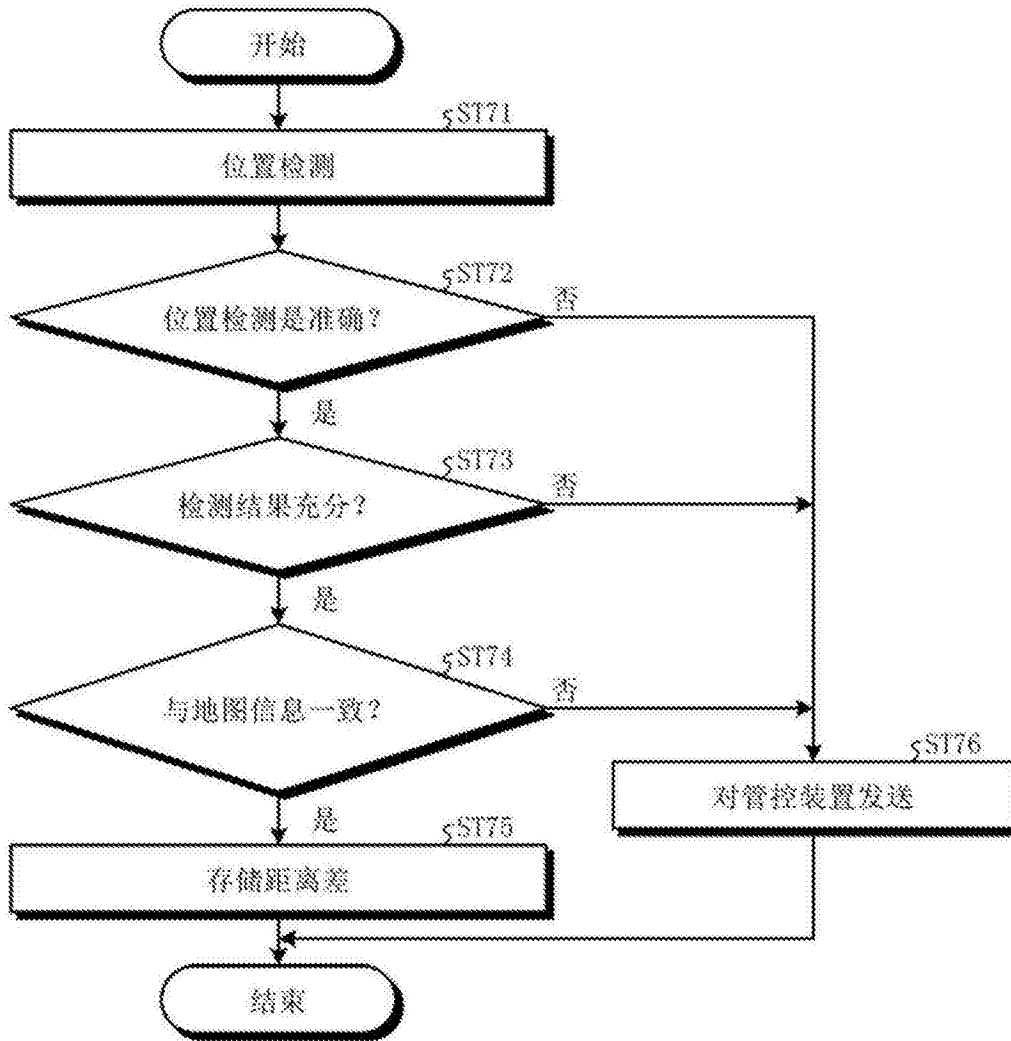 开始
ST71
位置检测
ST72
位置检测是准确？
否
是
ST73
检测结果充分？
否
是
ST74
与地图信息一致？
否
是
ST76
对管控装置发送
ST75
存储距离差
结束